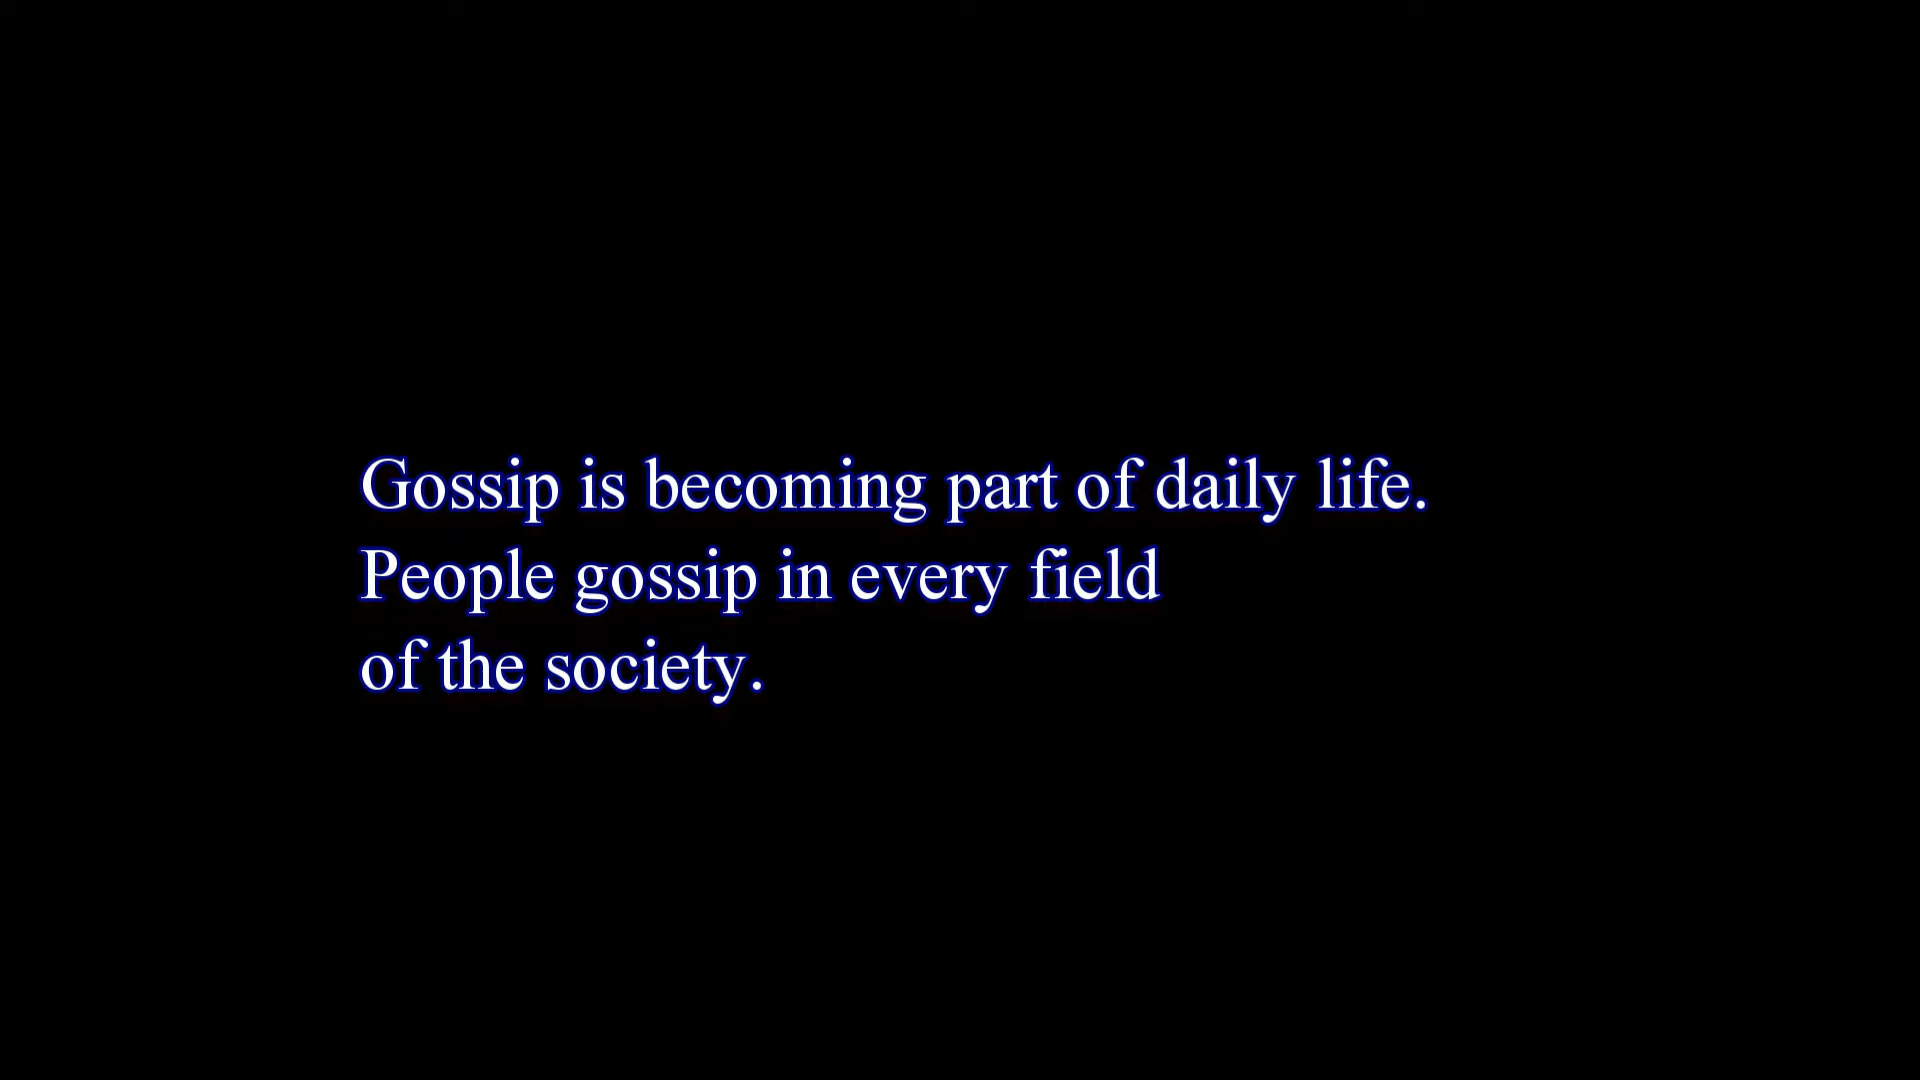 Gossip is becoming part of daily life.
People gossip in every field
of the society.